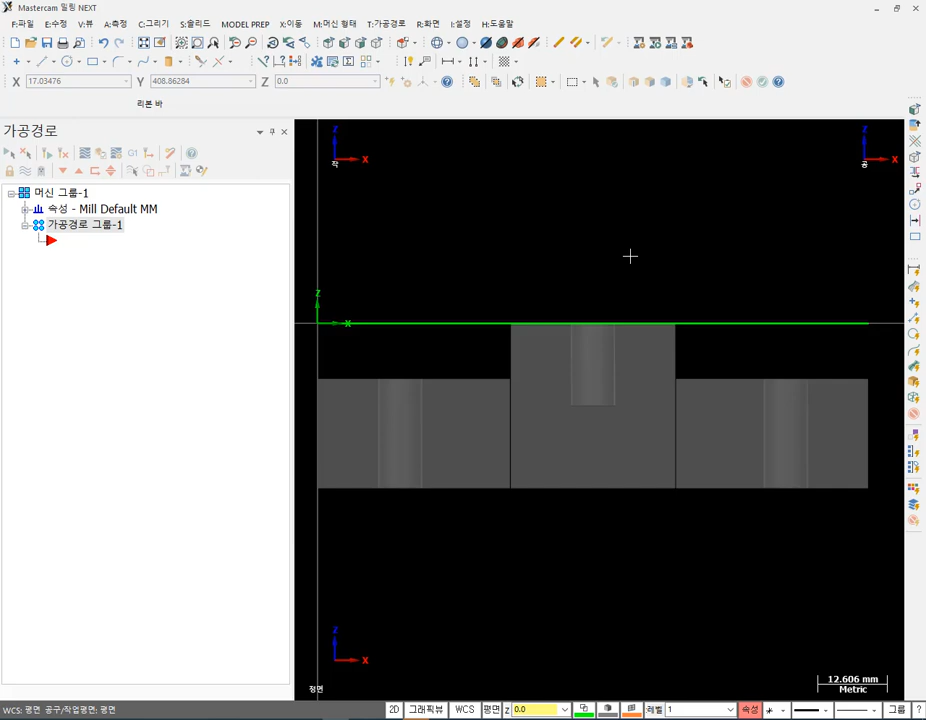 Mastercam 밀링 NEXT
F:파일 E:수정 V:뷰 A:측정 C:그리기 S:솔리드 MODEL PREP X:이동 M:머신 형태 T:가공경로 R:화면 I:설정 H:도움말
X 17.03476 Y 408.86284 Z 0.0
리본 바
가공경로
G1
머신 그룹-1
속성 - Mill Default MM
가공경로 그룹-1
Z
X
Z
X
Z
X
Z
X
정면
12.606 mm
Metric
WCS: 평면 공구/작업평면: 평면 2D 그래픽뷰 WCS 평면 Z 0.0 레벨 1 속성 그룹 ?